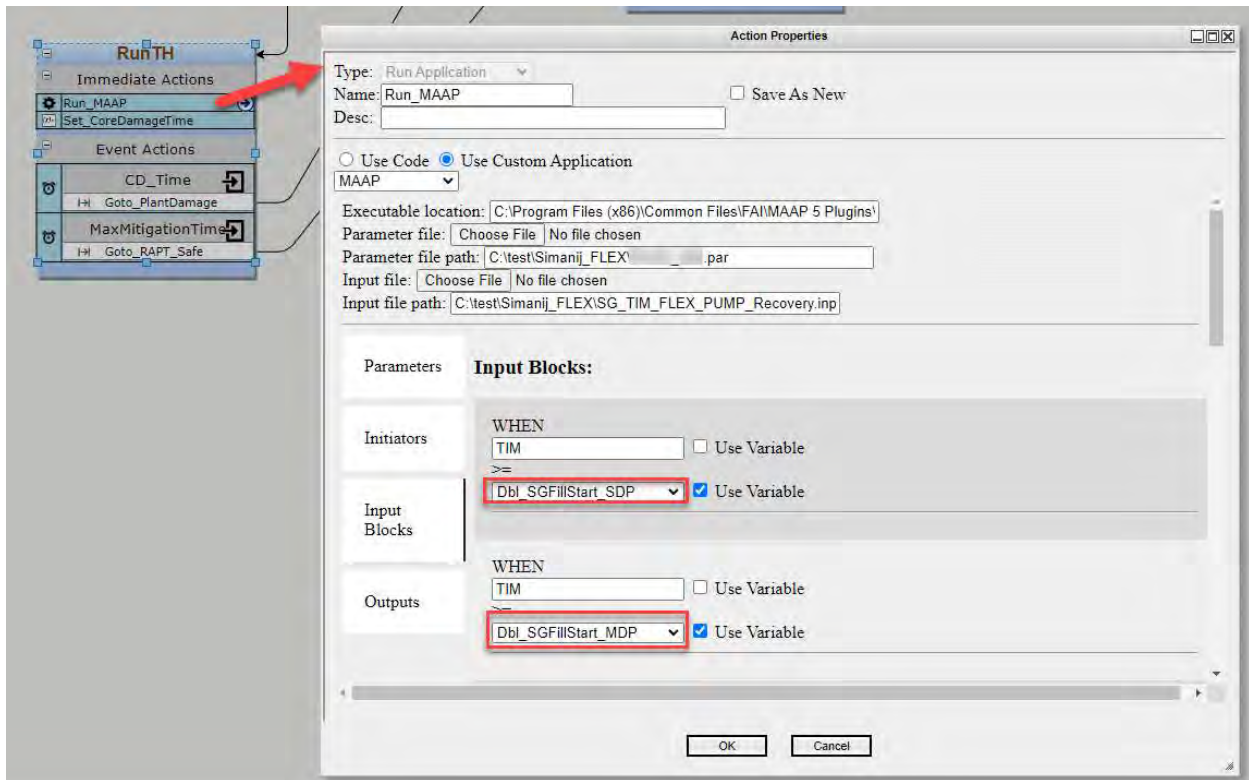 RunTH
Immediate Actions
Run_MAAP
Set_CoreDamageTime
Event Actions
CD_Time
Goto_PlantDamage
MaxMitigationTime
Goto_RAPT_Safe
Action Properties
Type: Run Application
Name: Run_MAAP Save As New
Desc:
Use Code Use Custom Application
MAAP
Executable location: C:\Program Files (x86)\Common Files\FAI\MAAP 5 Plugins\
Parameter file: Choose File No file chosen
Parameter file path: C:\test\Simanij_FLEX\ _ .par
Input file: Choose File No file chosen
Input file path: C:\test\Simanij_FLEX\SG_TIM_FLEX_PUMP_Recovery.inp
Parameters
Initiators
Input
Blocks
Outputs
Input Blocks:
WHEN
TIM Use Variable
>=
Dbl_SGFillStart_SDP Use Variable
WHEN
TIM Use Variable
>=
Dbl_SGFillStart_MDP Use Variable
OK Cancel